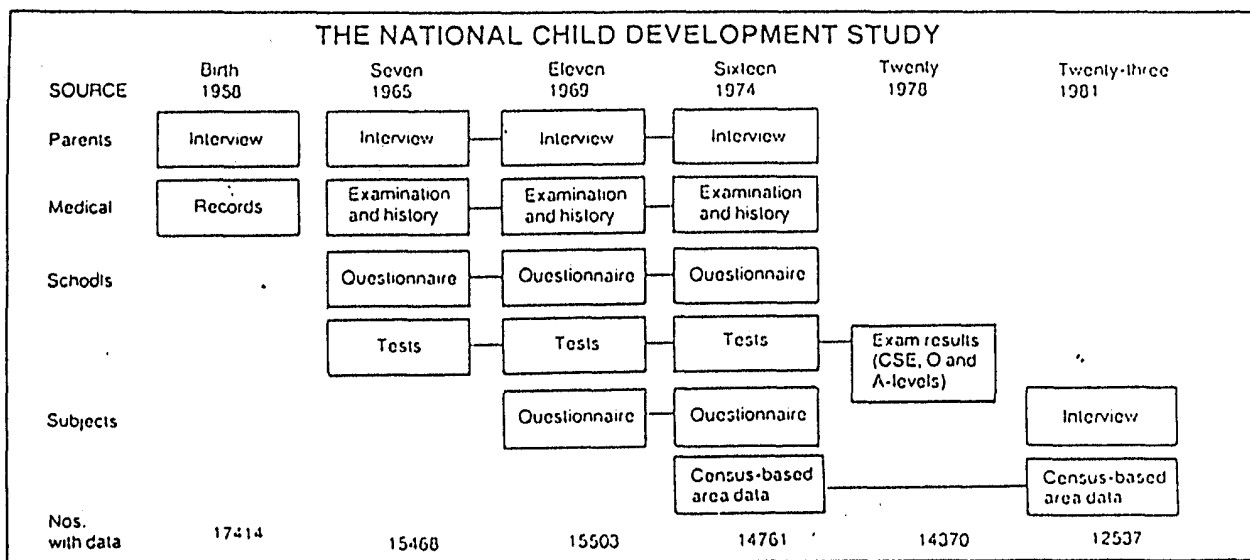 THE NATIONAL CHILD DEVELOPMENT STUDY
Birth Seven Eleven Sixteen Twenty Twenty-three
SOURCE 1958 1965 1969 1974 1978 1981
Parents Interview Interview Interview Interview
Medical Records Examination and history Examination and history Examination and history
Schools Questionnaire Questionnaire Questionnaire
Tests Tests Tests Exam results
(CSE, O and
A-levels)
Subjects Questionnaire Questionnaire Interview
Census-based Census-based
area data area data
Nos.
with data 17414 15468 15503 14761 14370 12537